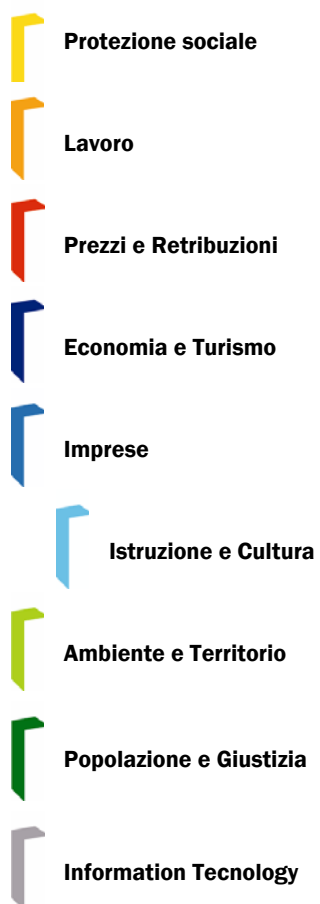 Protezione sociale
Lavoro
Prezzi e Retribuzioni
Economia e Turismo
Imprese
Istruzione e Cultura
Ambiente e Territorio
Popolazione e Giustizia
Information Tecnology